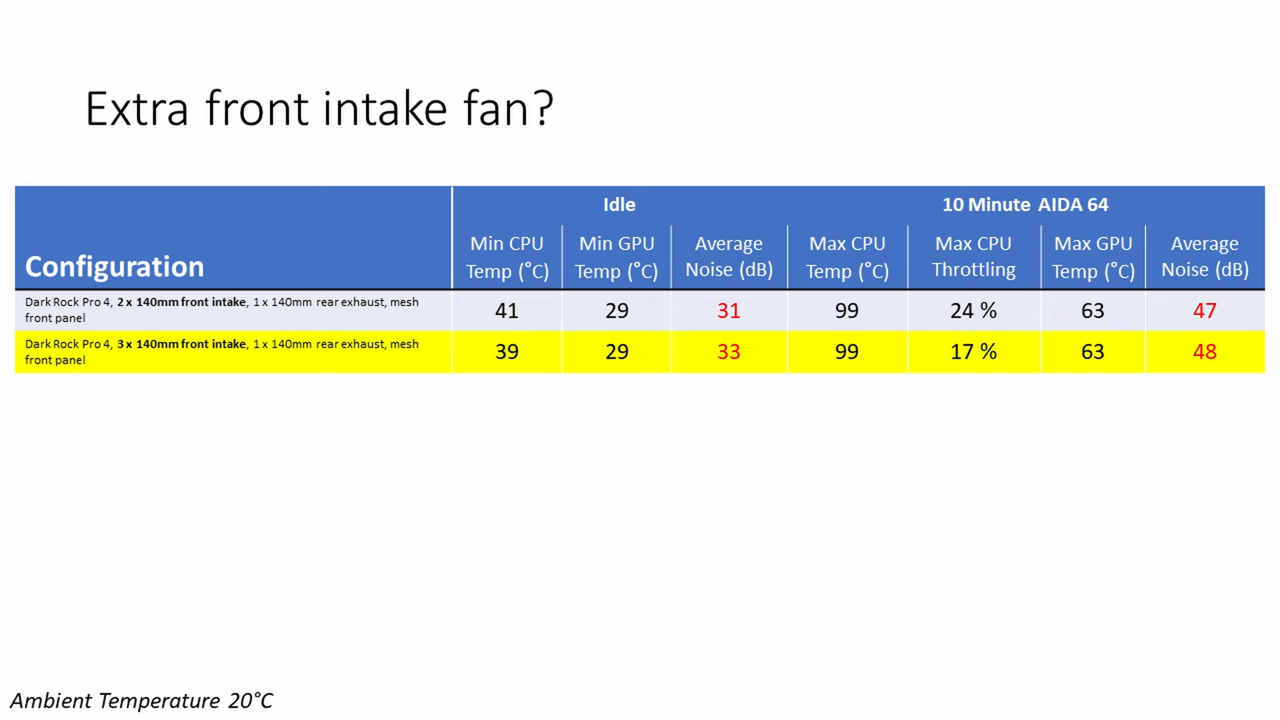 Extra front intake fan?
Idle
10 Minute AIDA 64
Configuration
Min CPU Temp (°C)
Min GPU Temp (°C)
Average Noise (dB)
Max CPU Temp (°C)
Max CPU Throttling
Max GPU Temp (°C)
Average Noise (dB)
Dark Rock Pro 4, 2 x 140mm front intake, 1 x 140mm rear exhaust, mesh
front panel
41 29 31 99 24 % 63 47
Dark Rock Pro 4, 3 x 140mm front intake, 1 x 140mm rear exhaust, mesh
front panel
39 29 33 99 17 % 63 48
Ambient Temperature 20°C